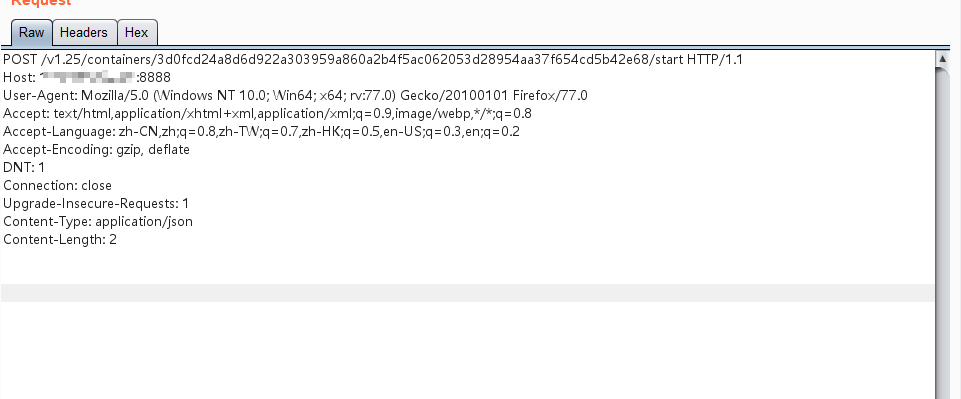 Request
Raw Headers Hex
POST /v1.25/containers/3d0fcd24a8d6d922a303959a860a2b4f5ac062053d28954aa37f654cd5b42e68/start HTTP/1.1
Host: :8888
User-Agent: Mozilla/5.0 (Windows NT 10.0; Win64; x64; rv:77.0) Gecko/20100101 Firefox/77.0
Accept: text/html,application/xhtml+xml,application/xml;q=0.9,image/webp,*/*;q=0.8
Accept-Language: zh-CN,zh;q=0.8,zh-TW;q=0.7,zh-HK;q=0.5,en-US;q=0.3,en;q=0.2
Accept-Encoding: gzip, deflate
DNT: 1
Connection: close
Upgrade-Insecure-Requests: 1
Content-Type: application/json
Content-Length: 2